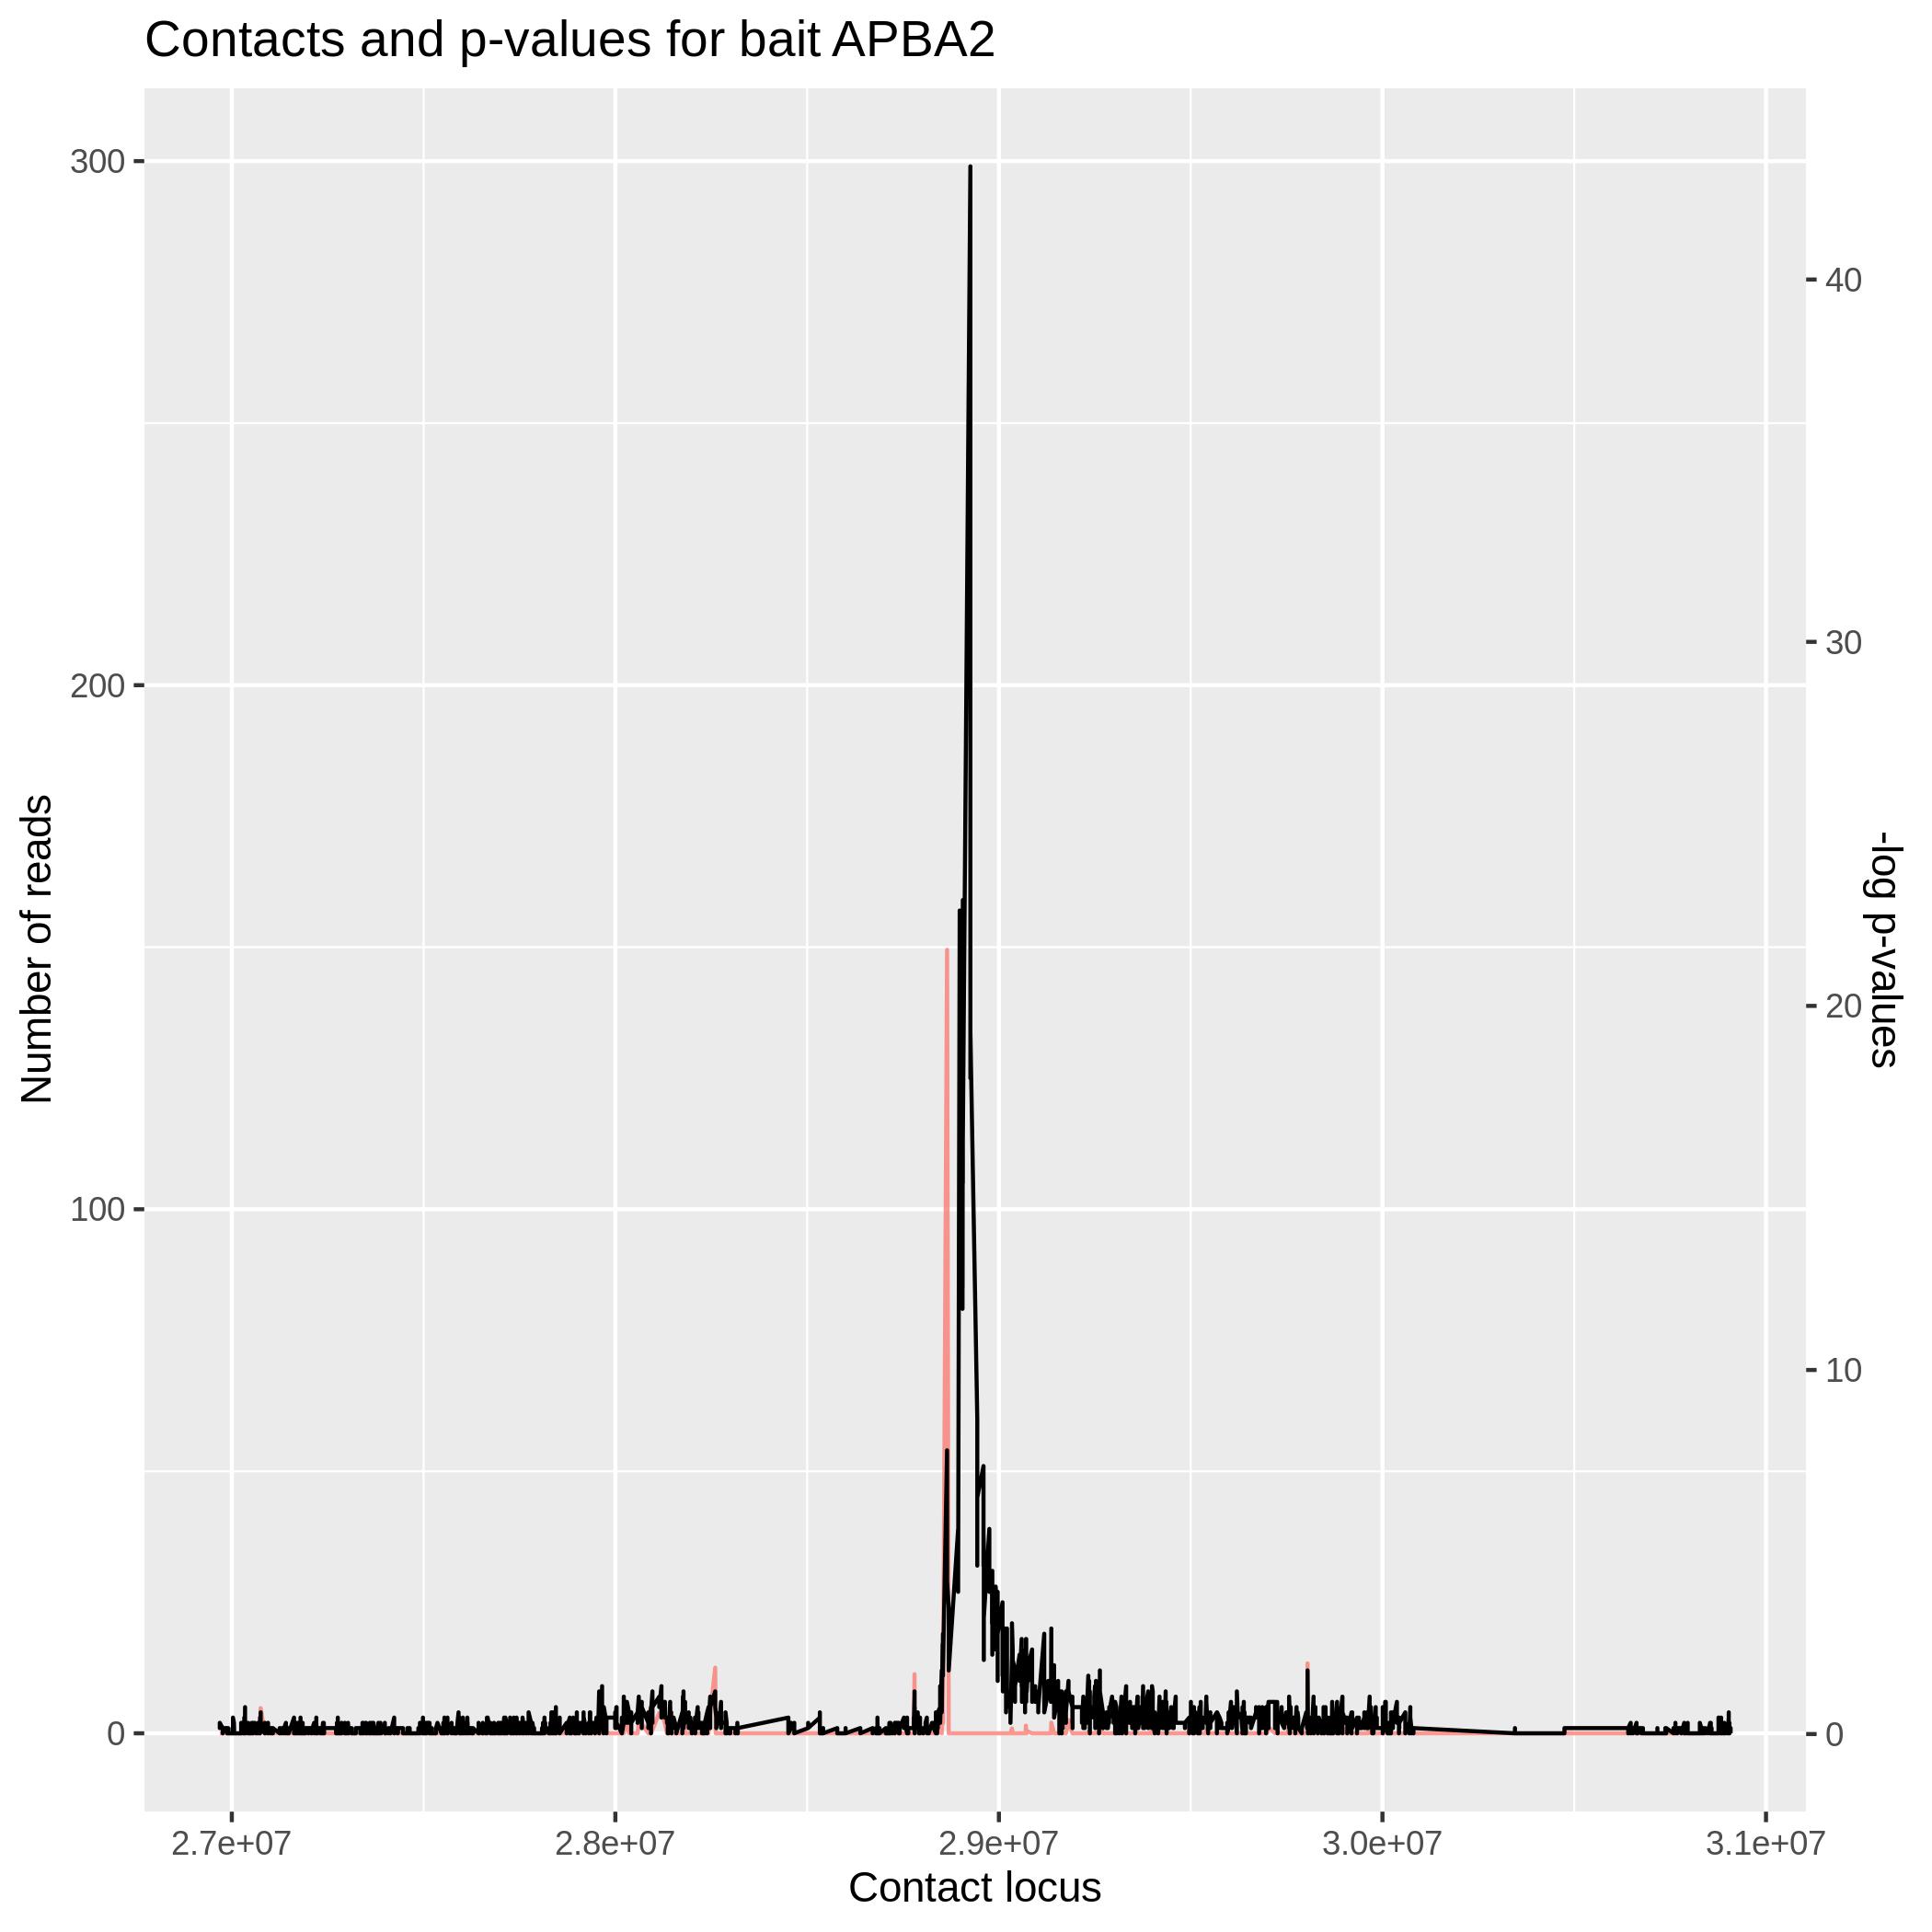 Contacts and p-values for bait APBA2
300
200
100
0
Number of reads
40
30
20
10
0
-log p-values
2.7e+07
2.8e+07
2.9e+07
3.0e+07
3.1e+07
Contact locus